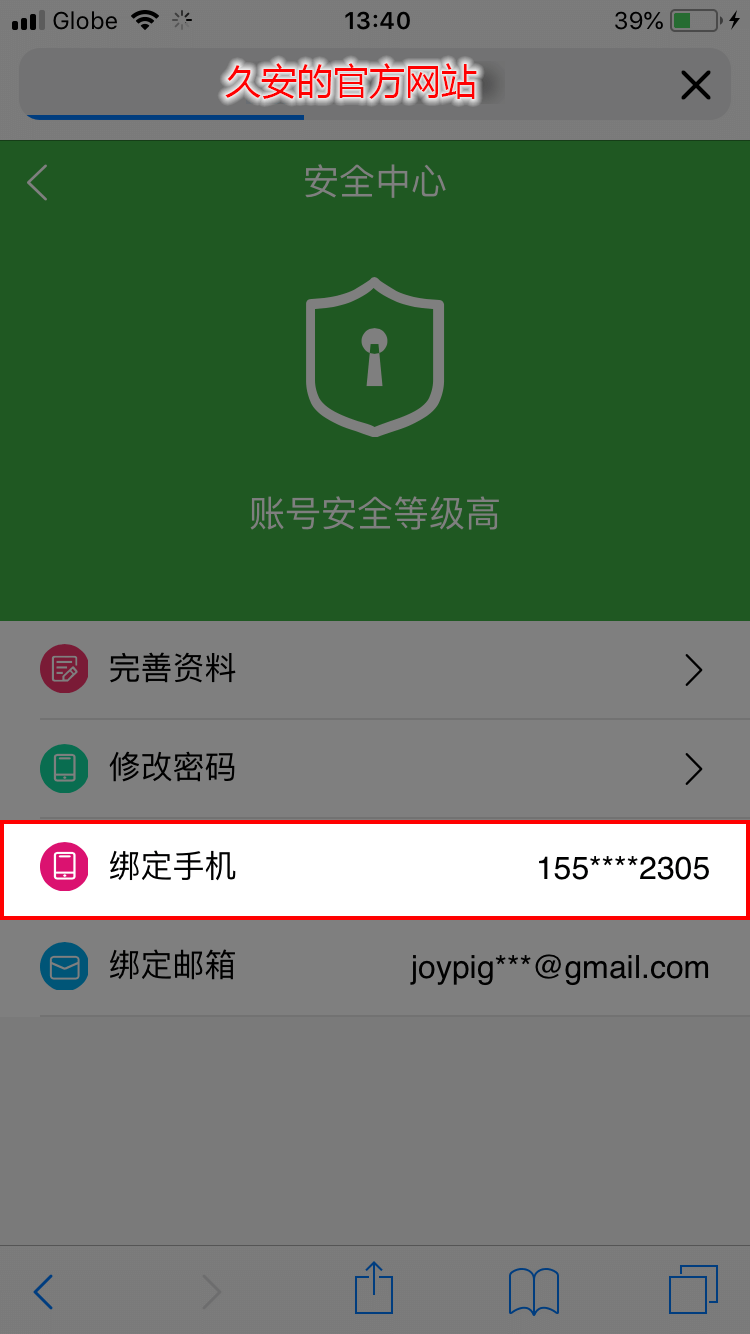 Globe 13:40 39%
久安的官方网站
安全中心
账号安全等级高
完善资料
修改密码
绑定手机 155****2305
绑定邮箱 joypig***@gmail.com